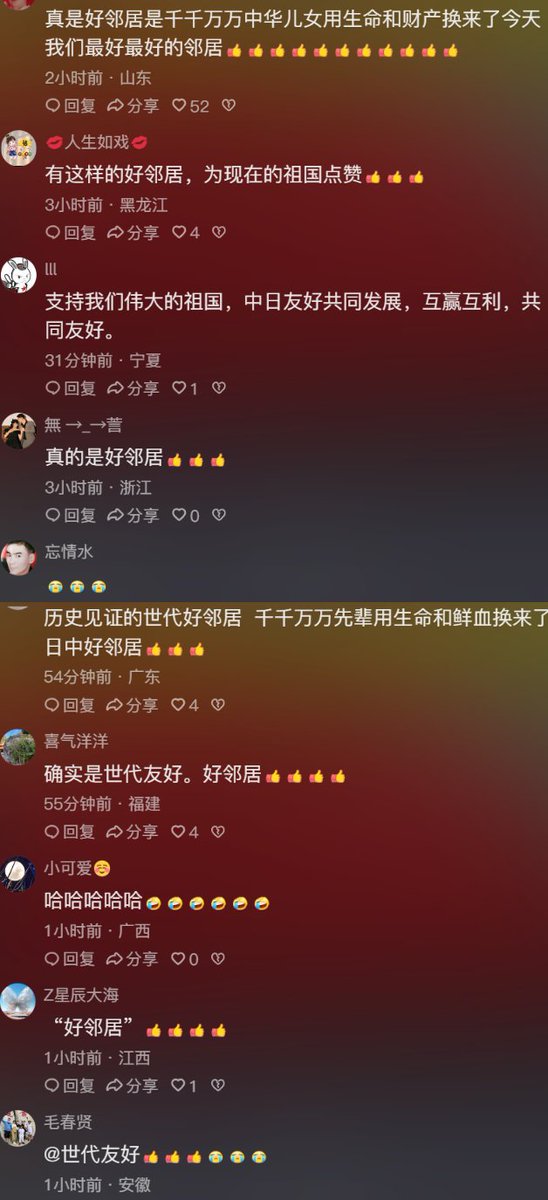 真是好邻居是千千万万中华儿女用生命和财产换来了今天
我们最好最好的邻居👍👍👍👍👍👍👍👍👍👍👍
2小时前 · 山东
回复 分享 52
💋人生如戏💋
有这样的好邻居，为现在的祖国点赞👍👍👍
3小时前 · 黑龙江
回复 分享 4
lll
支持我们伟大的祖国，中日友好共同发展，互赢互利，共
同友好。
31分钟前 · 宁夏
回复 分享 1
無 →_→菩
真的是好邻居👍👍👍
3小时前 · 浙江
回复 分享 0
忘情水
😭😭😭
历史见证的世代好邻居 千千万万先辈用生命和鲜血换来了
日中好邻居👍👍👍
54分钟前 · 广东
回复 分享 4
喜气洋洋
确实是世代友好。好邻居👍👍👍👍
55分钟前 · 福建
回复 分享 4
小可爱☺️
哈哈哈哈哈🤣🤣🤣🤣🤣🤣
1小时前 · 广西
回复 分享 0
Z星辰大海
“好邻居”👍👍👍👍
1小时前 · 江西
回复 分享 1
毛春贤
@世代友好👍👍👍😭😭😭
1小时前 · 安徽